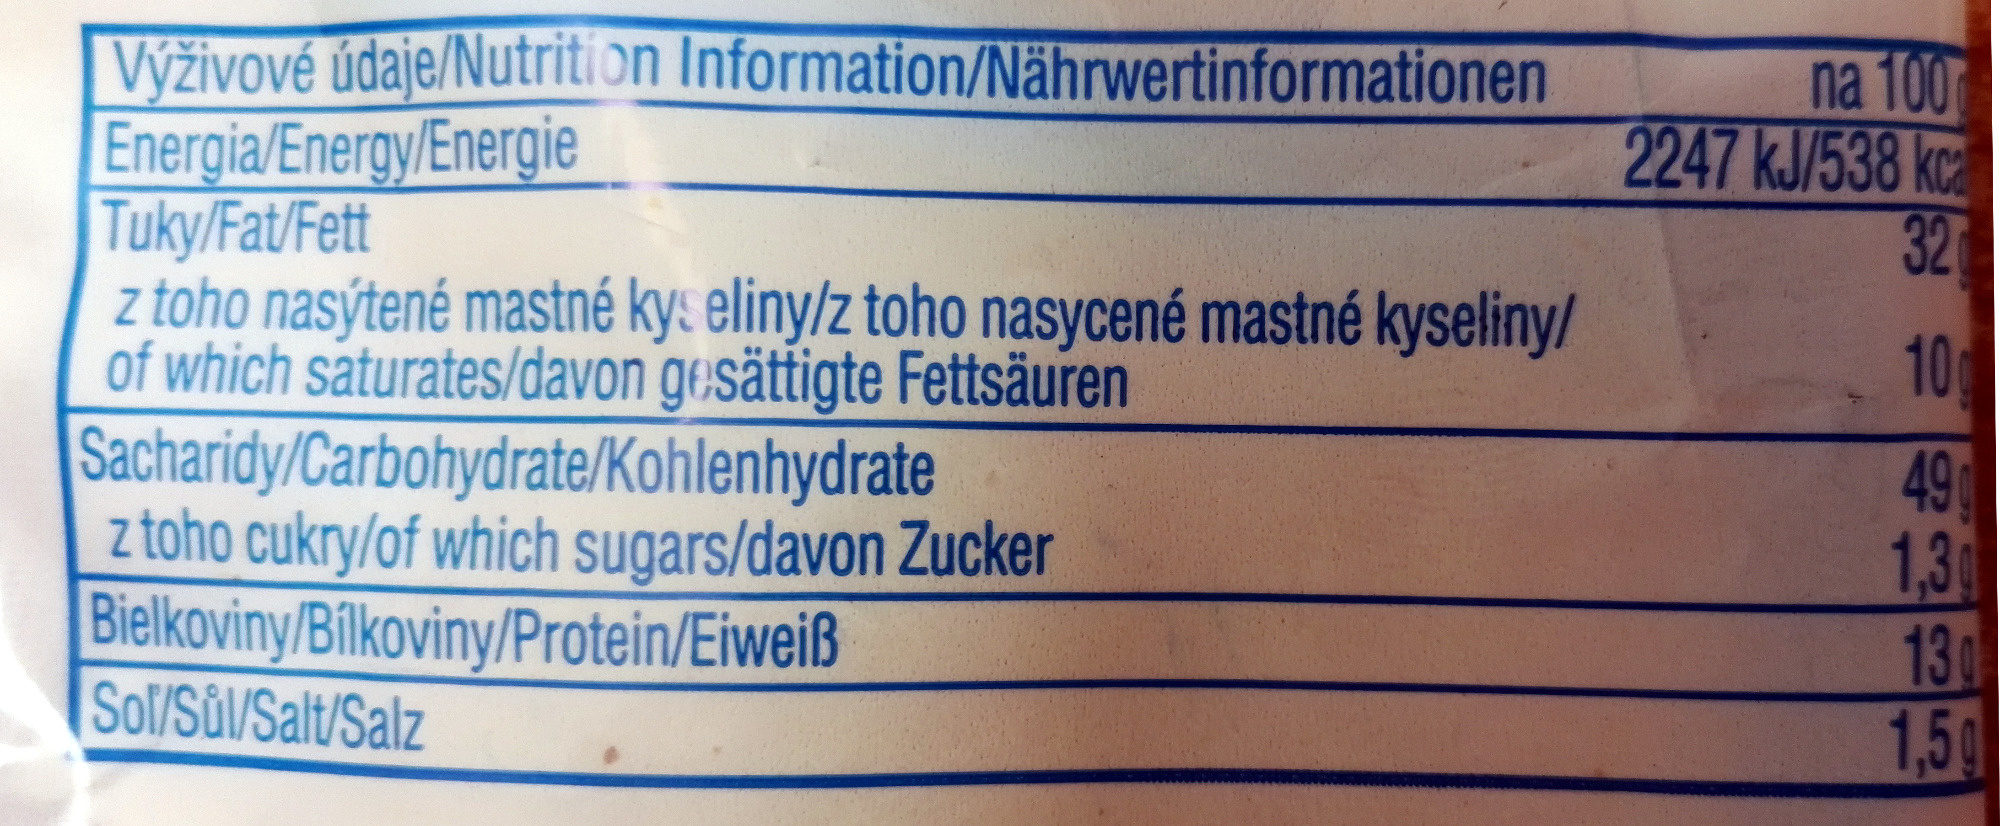 Výživové údaje/Nutrition Information/Nährwertinformationen na 100 g
Energia/Energy/Energie 2247 kJ/538 kca
Tuky/Fat/Fett 32 g
z toho nasýtené mastné kyseliny/z toho nasycené mastné kyseliny/
of which saturates/davon gesättigte Fettsäuren 10 g
Sacharidy/Carbohydrate/Kohlenhydrate 49 g
z toho cukry/of which sugars/davon Zucker 1,3 g
Bielkoviny/Bílkoviny/Protein/Eiweiß 13 g
Soľ/Sůl/Salt/Salz 1,5 g